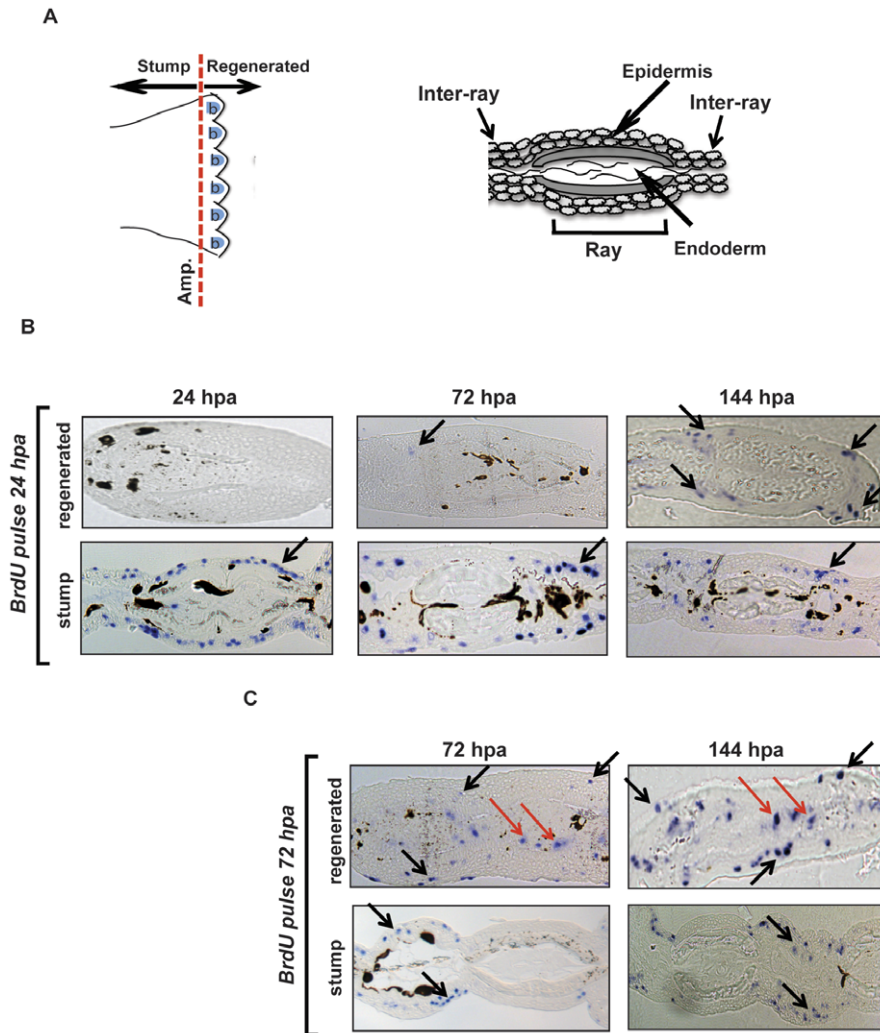 A
Stump
Regenerated
b
b
b
b
b
b
Amp.
Epidermis
Inter-ray
Inter-ray
Ray
Endoderm
B
24 hpa
72 hpa
144 hpa
BrdU pulse 24 hpa
regenerated
stump
C
72 hpa
144 hpa
BrdU pulse 72 hpa
regenerated
stump